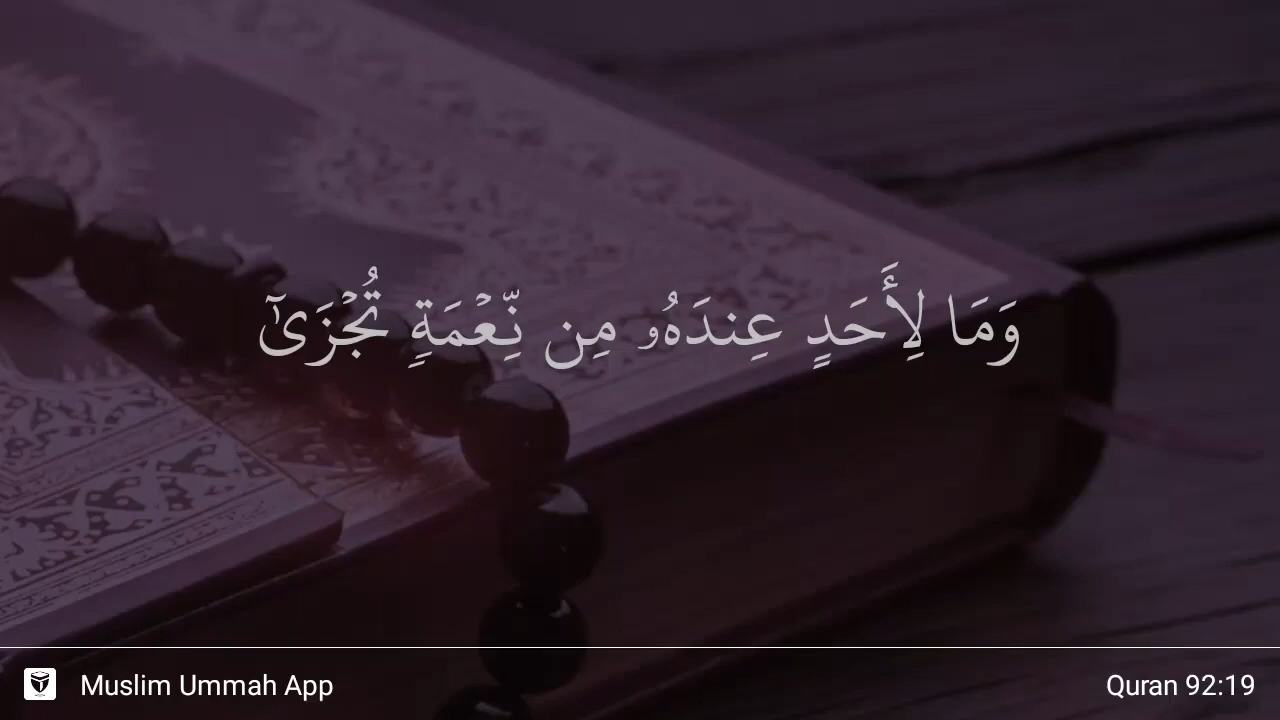 وَمَا لِأَحَدٍ عِندَهُۥ مِن نِّعْمَةٍ تُجْزَىٰٓ
Muslim Ummah App
Quran 92:19